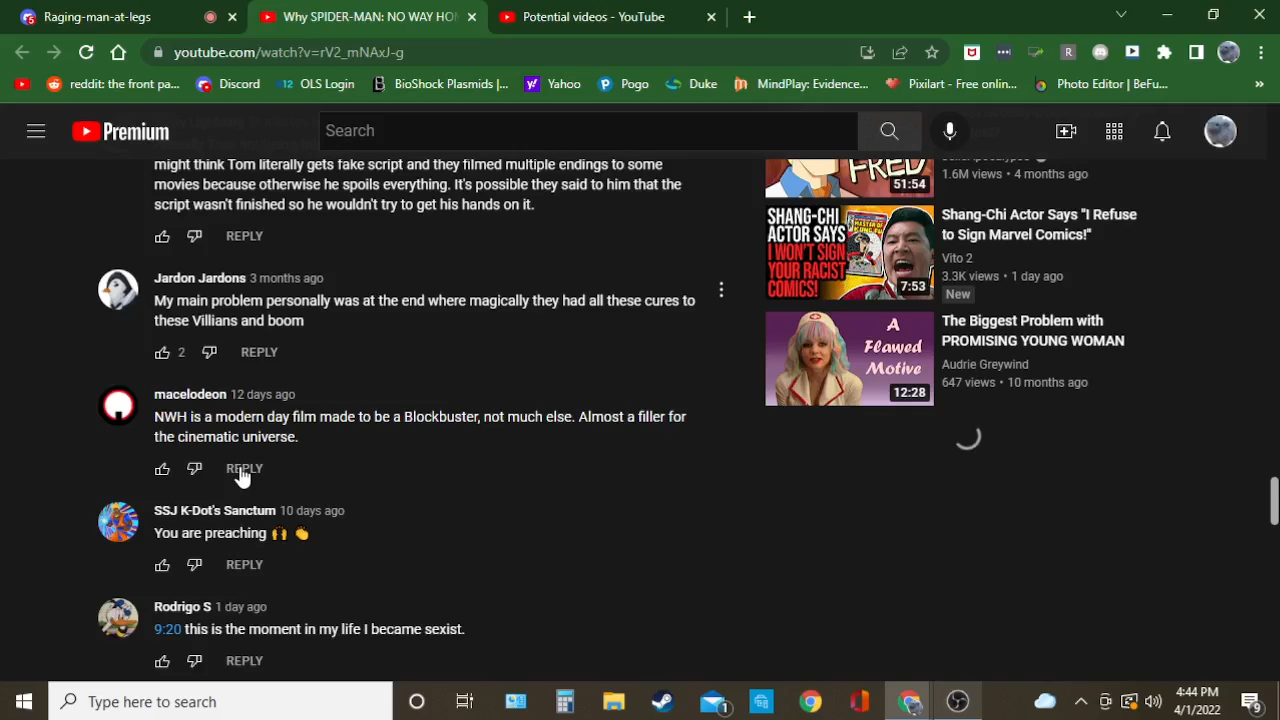 Raging-man-at-legs
Why SPIDER-MAN: NO WAY HO
Potential videos - YouTube
youtube.com/watch?v=rV2_mNAxJ-g
reddit: the front pa...
Discord
12 OLS Login
BioShock Plasmids |...
Yahoo
Pogo
Duke
MindPlay: Evidence...
Pixilart - Free onlin...
Photo Editor | BeFu...
Premium
Search
might think Tom literally gets fake script and they filmed multiple endings to some
movies because otherwise he spoils everything. It's possible they said to him that the
script wasn't finished so he wouldn't try to get his hands on it.
REPLY
Jardon Jardons 3 months ago
My main problem personally was at the end where magically they had all these cures to
these Villians and boom
2 REPLY
macelodeon 12 days ago
NWH is a modern day film made to be a Blockbuster, not much else. Almost a filler for
the cinematic universe.
REPLY
SSJ K-Dot's Sanctum 10 days ago
You are preaching 🙌 👏
REPLY
Rodrigo S 1 day ago
9:20 this is the moment in my life I became sexist.
REPLY
FRED
51:54
1.6M views • 4 months ago
SHANG-CHI
ACTOR SAYS
I WON'T SIGN
YOUR RACIST
COMICS!
7:53
Shang-Chi Actor Says "I Refuse
to Sign Marvel Comics!"
Vito 2
3.3K views • 1 day ago
New
A
Flawed
Motive
12:28
The Biggest Problem with
PROMISING YOUNG WOMAN
Audrie Greywind
647 views • 10 months ago
Type here to search
1
4:44 PM
4/1/2022
9